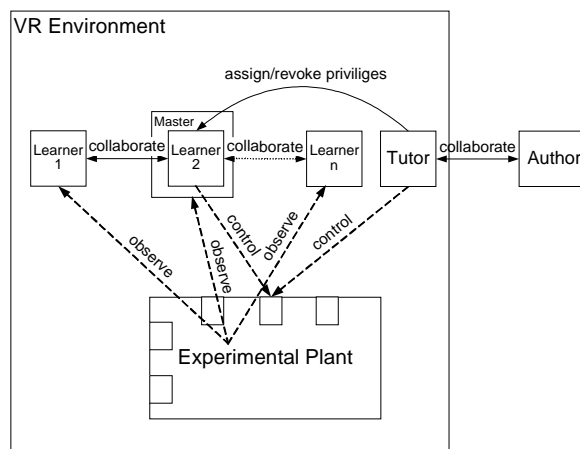 VR Environment
assign/revoke priviliges
Master
Learner
1
collaborate
Learner
2
collaborate
Learner
n
Tutor
collaborate
Author
observe
observe
control
observe
control
Experimental Plant